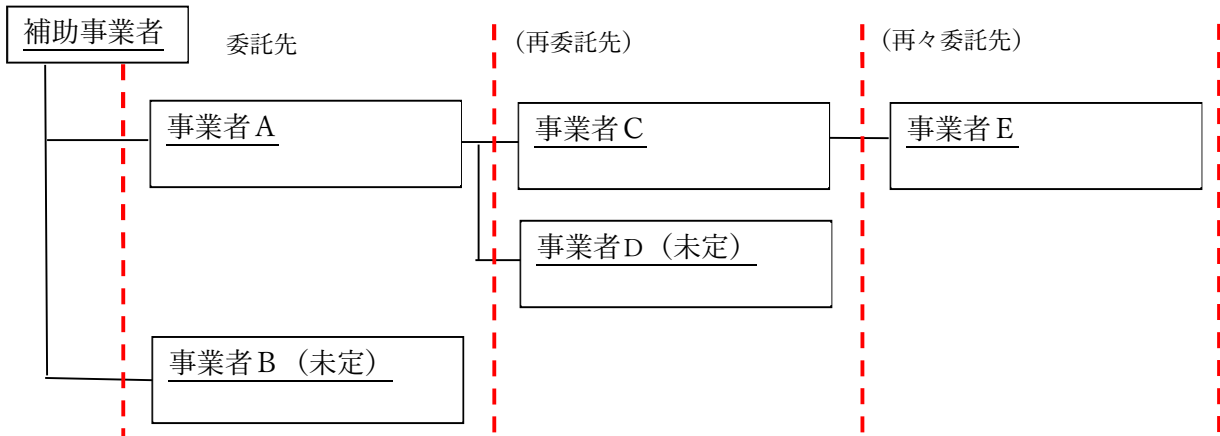 補助事業者
委託先
(再委託先)
(再々委託先)
事業者A
事業者C
事業者E
事業者D(未定)
事業者B(未定)